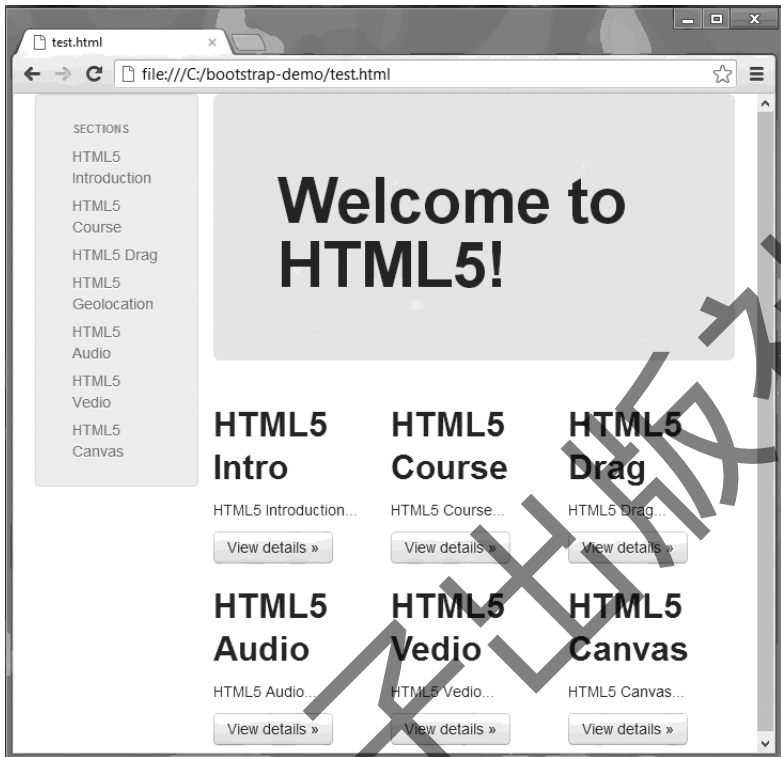 test.html
file:///C:/bootstrap-demo/test.html
SECTIONS
HTML5
Introduction
HTML5
Course
HTML5 Drag
HTML5
Geolocation
HTML5
Audio
HTML5
Vedio
HTML5
Canvas
Welcome to
HTML5!
HTML5
Intro
HTML5 Introduction...
View details »
HTML5
Course
HTML5 Course...
View details »
HTML5
Drag
HTML5 Drag...
View details »
HTML5
Audio
HTML5 Audio...
View details »
HTML5
Vedio
HTML5 Vedio...
View details »
HTML5
Canvas
HTML5 Canvas...
View details »
子出版